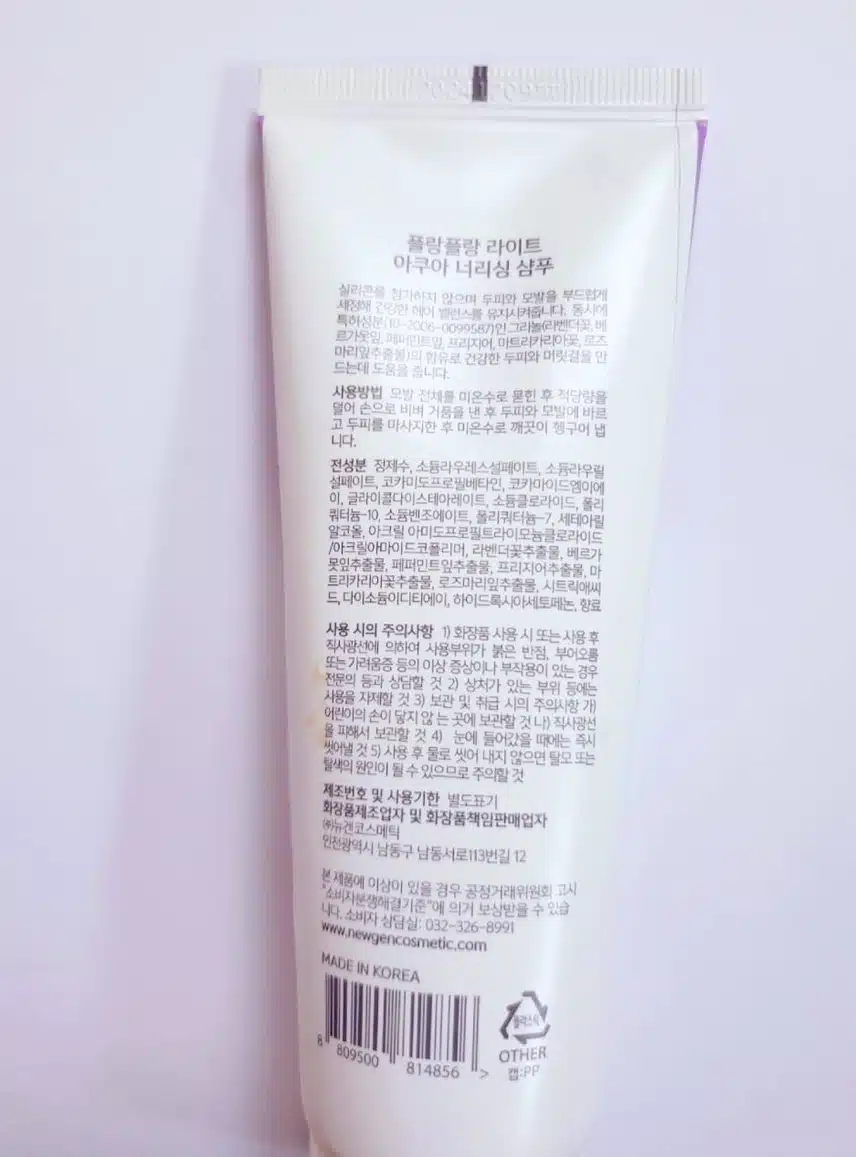 플랑플랑 라이트
아쿠아 너리싱 샴푸
실리콘을 첨가하지 않으며 두피와 모발을 부드럽게
세정해 건강한 헤어 밸런스를 유지시켜줍니다. 동시에
특허성분(10-2006-0099587)인 그라놀(라벤더꽃, 베
르가못잎, 페퍼민트잎, 프리지어, 마트리카리아꽃, 로즈
마리잎추출물)의 함유로 건강한 두피와 머릿결을 만
드는데 도움을 줍니다.
사용방법 모발 전체를 미온수로 묻힌 후 적당량을
덜어 손으로 비벼 거품을 낸 후 두피와 모발에 바르
고 두피를 마사지한 후 미온수로 깨끗이 헹구어 냅
니다.
전성분 정제수, 소듐라우레스설페이트, 소듐라우릴
설페이트, 코카미도프로필베타인, 코카마이드엠이에
이, 글라이콜다이스테아레이트, 소듐클로라이드, 폴리
쿼터늄-10, 소듐벤조에이트, 폴리쿼터늄-7, 세테아릴
알코올, 아크릴 아미도프로필트라이모늄클로라이드
/아크릴아마이드코폴리머, 라벤더꽃추출물, 베르가
못잎추출물, 페퍼민트잎추출물, 프리지어추출물, 마
트리카리아꽃추출물, 로즈마리잎추출물, 시트릭애씨
드, 다이소듐이디티에이, 하이드록시아세토페논, 향료
사용 시의 주의사항 1) 화장품 사용 시 또는 사용 후
직사광선에 의하여 사용부위가 붉은 반점, 부어오름
또는 가려움증 등의 이상 증상이나 부작용이 있는 경우
전문의 등과 상담할 것 2) 상처가 있는 부위 등에는
사용을 자제할 것 3) 보관 및 취급 시의 주의사항 가)
어린이의 손이 닿지 않 는 곳에 보관할 것 나) 직사광선
을 피해서 보관할 것 4) 눈에 들어갔을 때에는 즉시
씻어낼 것 5) 사용 후 물로 씻어 내지 않으면 탈모 또는
탈색의 원인이 될 수 있으므로 주의할 것
제조번호 및 사용기한 별도표기
화장품제조업자 및 화장품책임판매업자
㈜뉴겐코스메틱
인천광역시 남동구 남동서로113번길 12
본 제품에 이상이 있을 경우 공정거래위원회 고시
"소비자분쟁해결기준"에 의거 보상받을 수 있습
니다. 소비자 상담실: 032-326-8991
www.newgencosmetic.com
MADE IN KOREA
8 809500 814856 >
플라스틱
OTHER
캡:PP